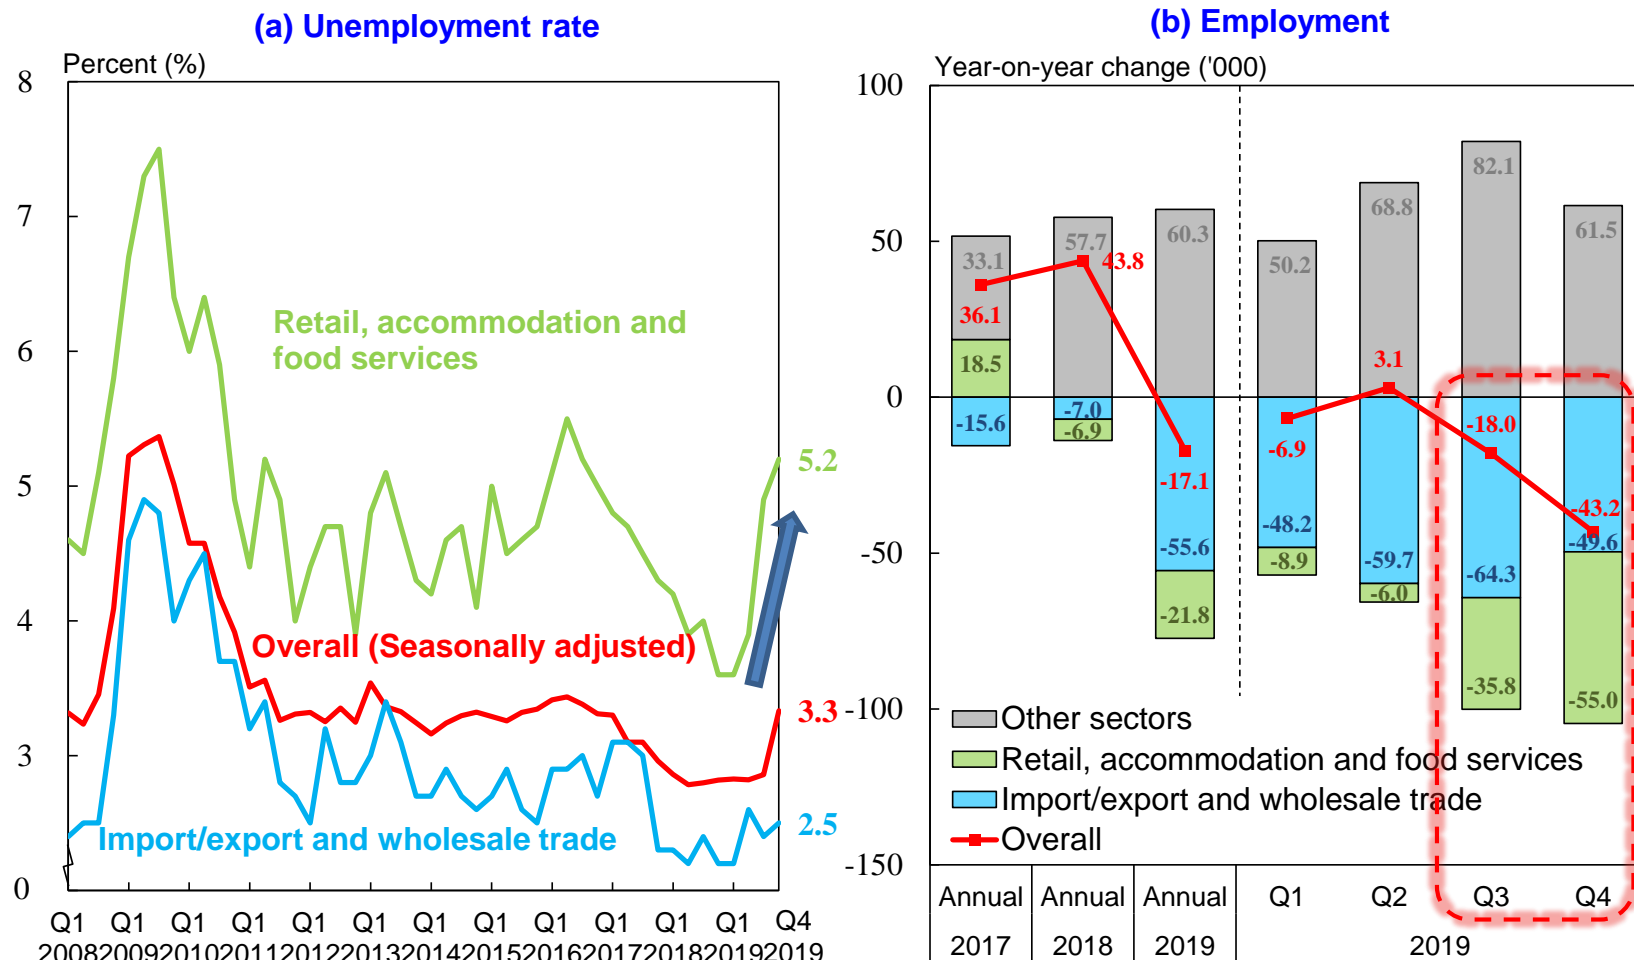 (a) Unemployment rate
Percent (%)
8
7
6
5
4
3
0
Retail, accommodation and
food services
Overall (Seasonally adjusted)
Import/export and wholesale trade
5.2
3.3
2.5
Q1 Q1 Q1 Q1 Q1 Q1 Q1 Q1 Q1 Q1 Q1 Q1 Q4
2008 2009 2010 2011 2012 2013 2014 2015 2016 2017 2018 2019 2019
(b) Employment
Year-on-year change ('000)
100
50
0
-50
-100
-150
33.1
36.1
18.5
-15.6
57.7
43.8
-7.0
-6.9
60.3
-17.1
-55.6
-21.8
50.2
-6.9
-48.2
-8.9
68.8
3.1
-59.7
-6.0
82.1
-18.0
-64.3
-35.8
61.5
-43.2
-49.6
-55.0
Other sectors
Retail, accommodation and food services
Import/export and wholesale trade
Overall
Annual Annual Annual Q1 Q2 Q3 Q4
2017 2018 2019 2019